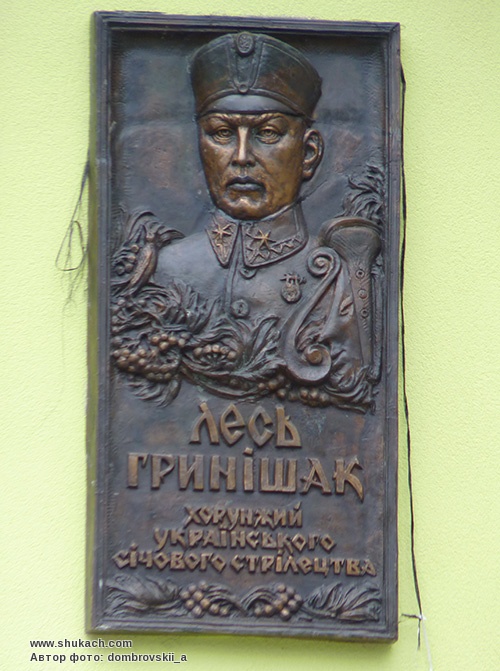 лесь
гринішак
хорунжий
українського
січового стрілецтва
www.shukach.com
Автор фото: dombrovskii_a